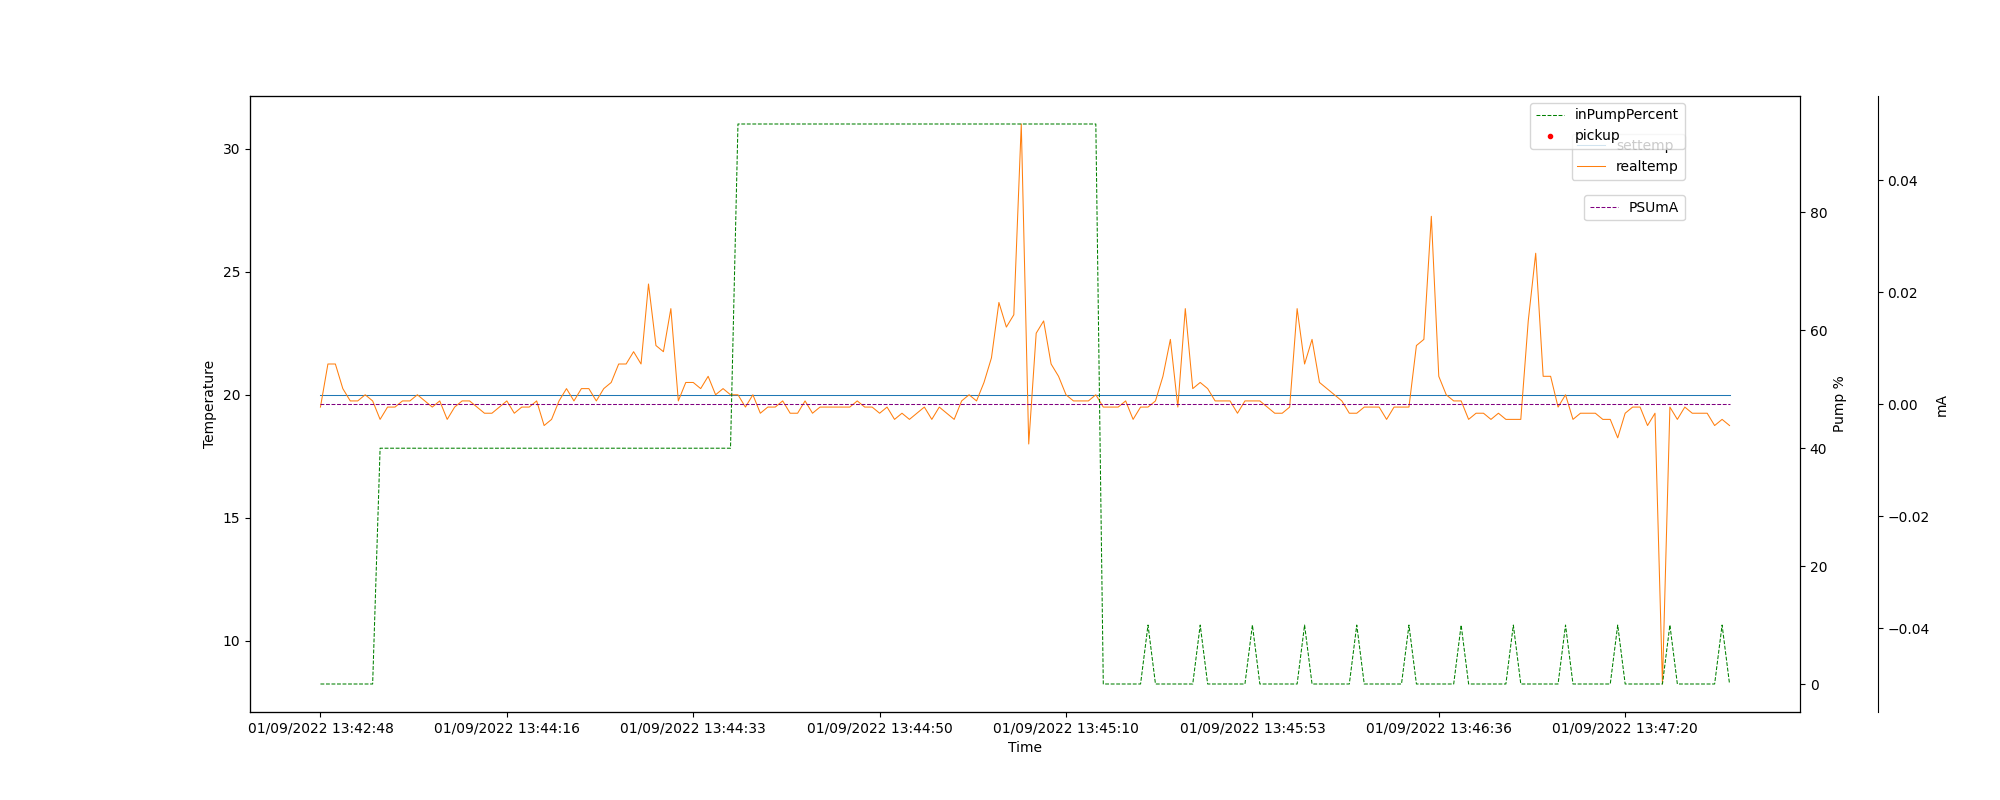 inPumpPercent
pickup
settemp
realtemp
PSUmA
30
25
20
15
10
Temperature
80
60
40
20
0
Pump %
0.04
0.02
0.00
−0.02
−0.04
mA
01/09/2022 13:42:48
01/09/2022 13:44:16
01/09/2022 13:44:33
01/09/2022 13:44:50
01/09/2022 13:45:10
01/09/2022 13:45:53
01/09/2022 13:46:36
01/09/2022 13:47:20
Time